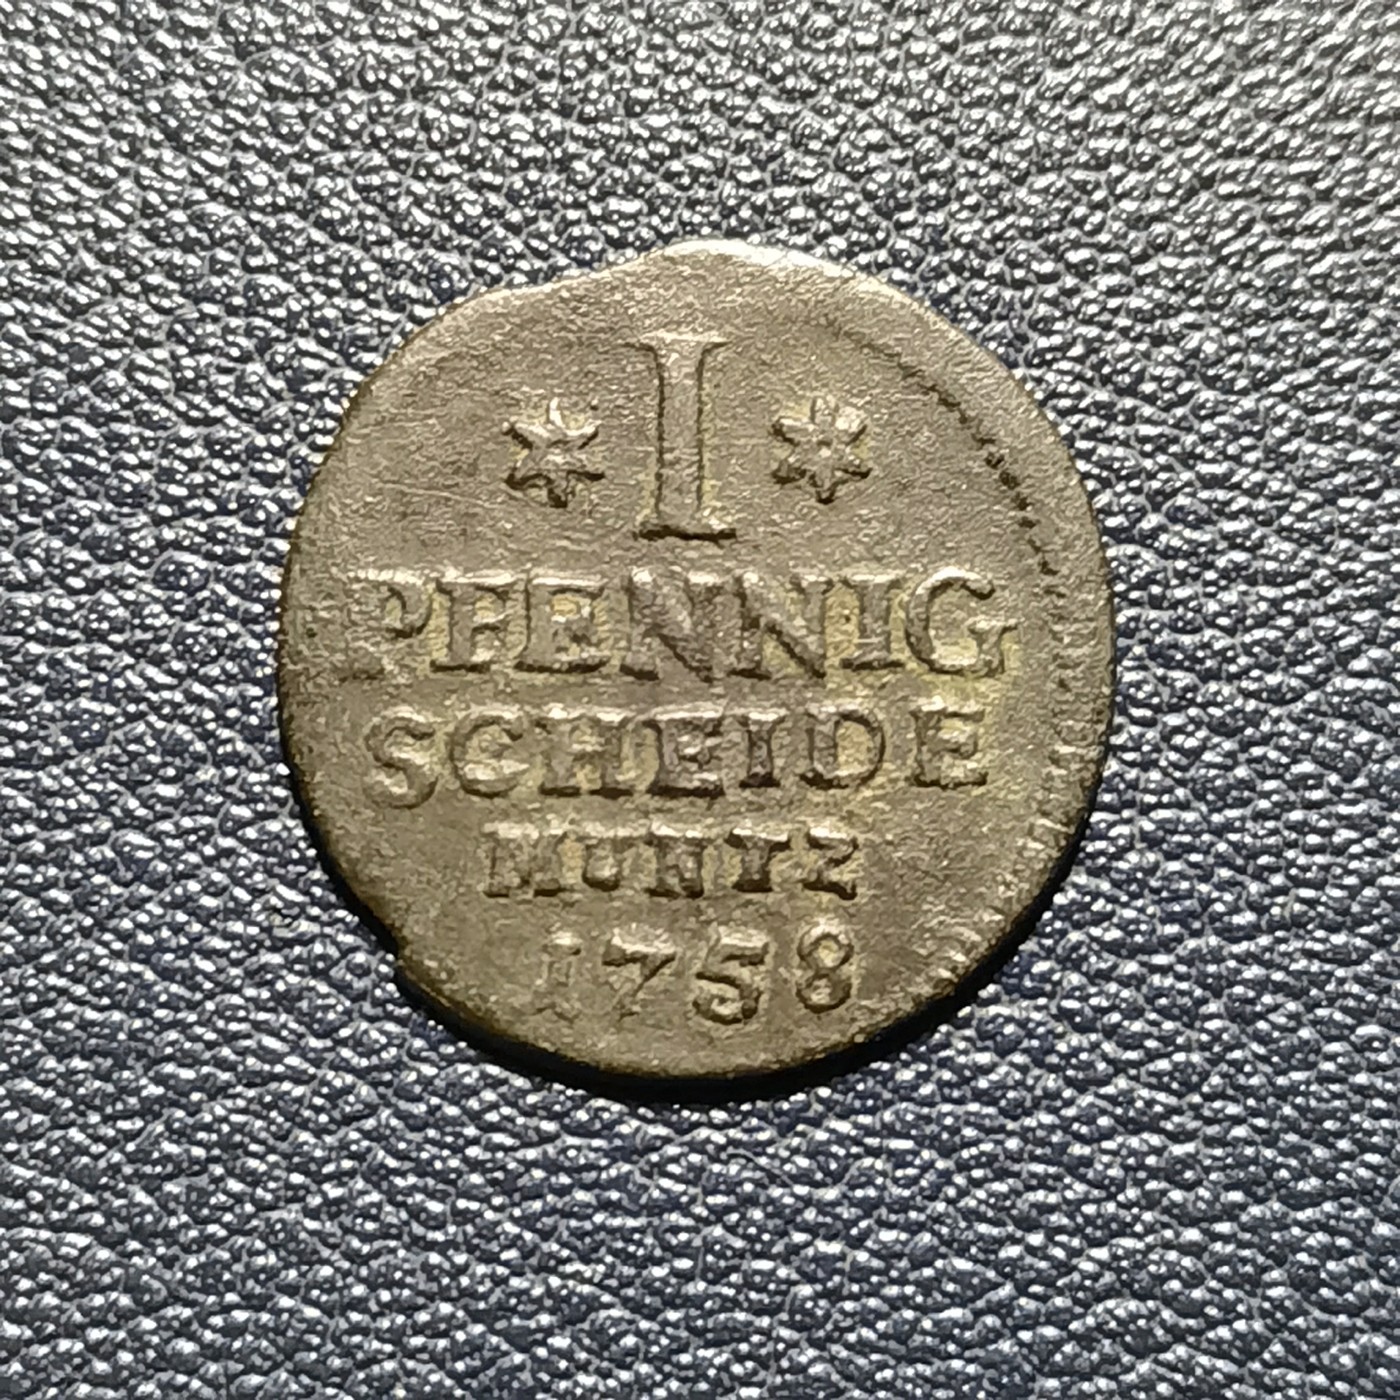 * I *
PFENNIG
SCHEIDE
MUNTZ
1758